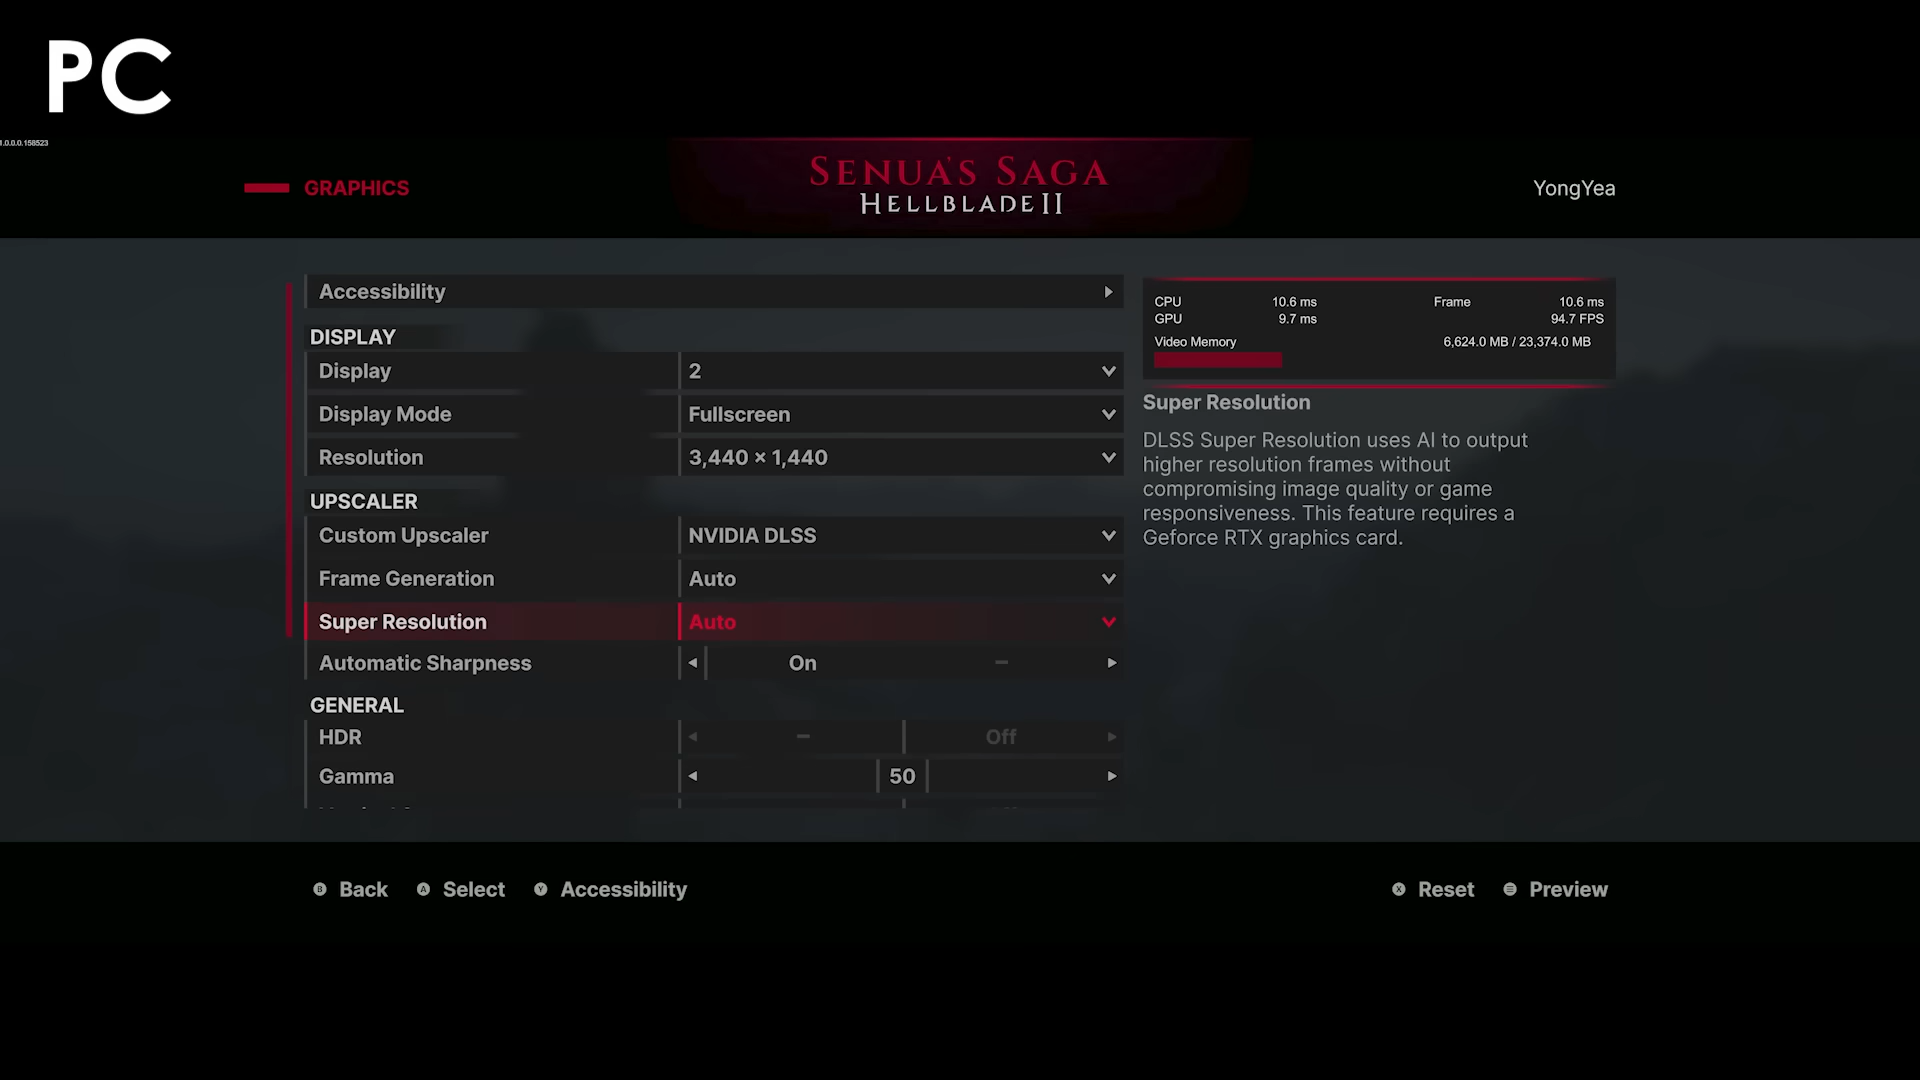 PC
1.0.0.0.158523
GRAPHICS
SENUA'S SAGA
HELLBLADE II
YongYea
Accessibility
DISPLAY
Display 2
Display Mode Fullscreen
Resolution 3,440 × 1,440
UPSCALER
Custom Upscaler NVIDIA DLSS
Frame Generation Auto
Super Resolution Auto
Automatic Sharpness On –
GENERAL
HDR – Off
Gamma 50
CPU 10.6 ms Frame 10.6 ms
GPU 9.7 ms 94.7 FPS
Video Memory 6,624.0 MB / 23,374.0 MB
Super Resolution
DLSS Super Resolution uses AI to output
higher resolution frames without
compromising image quality or game
responsiveness. This feature requires a
Geforce RTX graphics card.
B Back A Select Y Accessibility
X Reset Preview